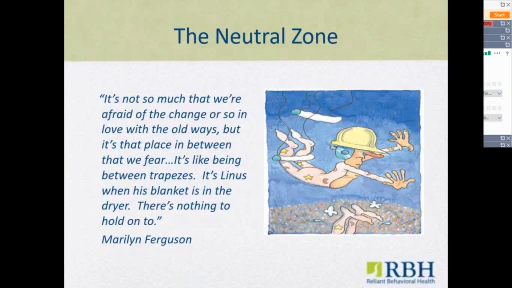 The Neutral Zone
“It’s not so much that we’re
afraid of the change or so in
love with the old ways, but
it’s that place in between
that we fear…It’s like being
between trapezes.  It’s Linus
when his blanket is in the
dryer.  There’s nothing to
hold on to.”
Marilyn Ferguson
RBH
Reliant Behavioral Health
Start